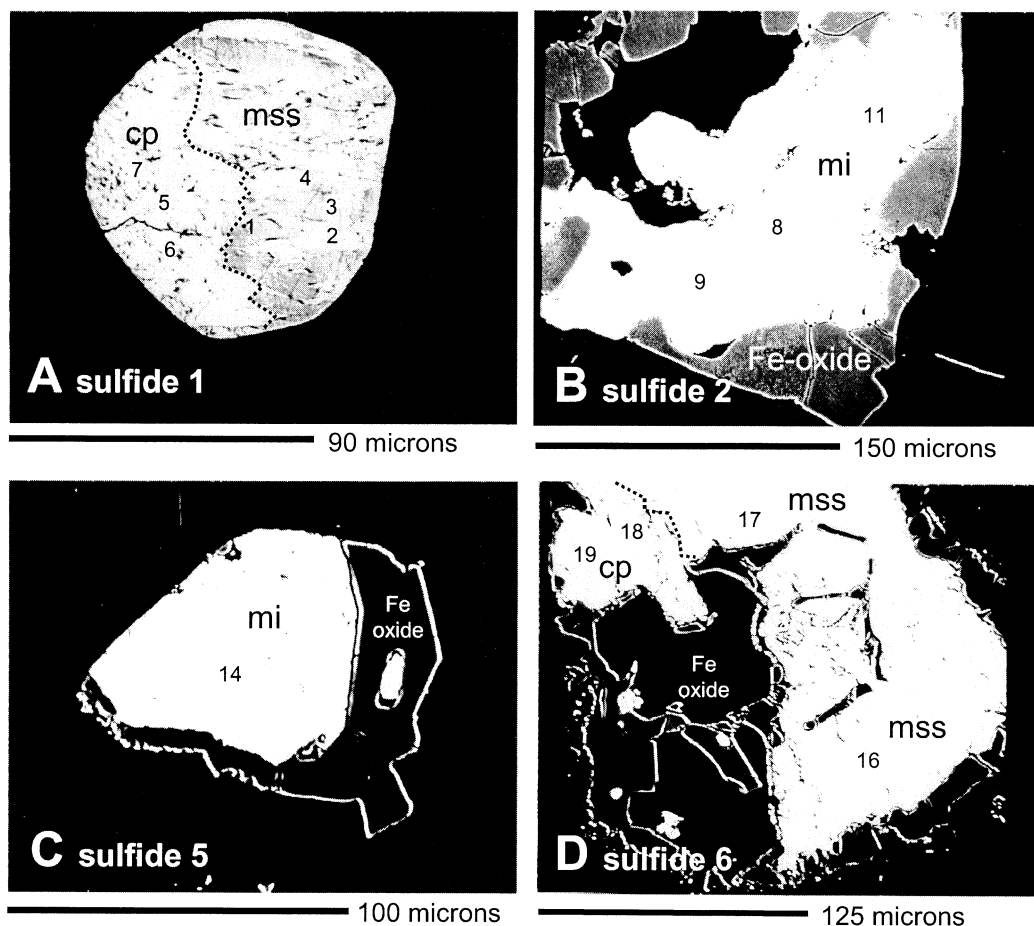 cp
mss
7
4
5
3
1
2
6
A sulfide 1
90 microns
11
mi
8
9
Fe-oxide
B sulfide 2
150 microns
mi
Fe
oxide
14
C sulfide 5
100 microns
mss
17
18
19
cp
Fe
oxide
mss
16
D sulfide 6
125 microns